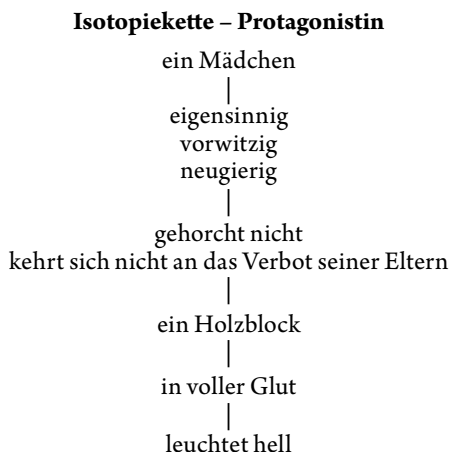 Isotopiekette – Protagonistin
ein Mädchen
eigensinnig
vorwitzig
neugierig
gehorcht nicht
kehrt sich nicht an das Verbot seiner Eltern
ein Holzblock
in voller Glut
leuchtet hell